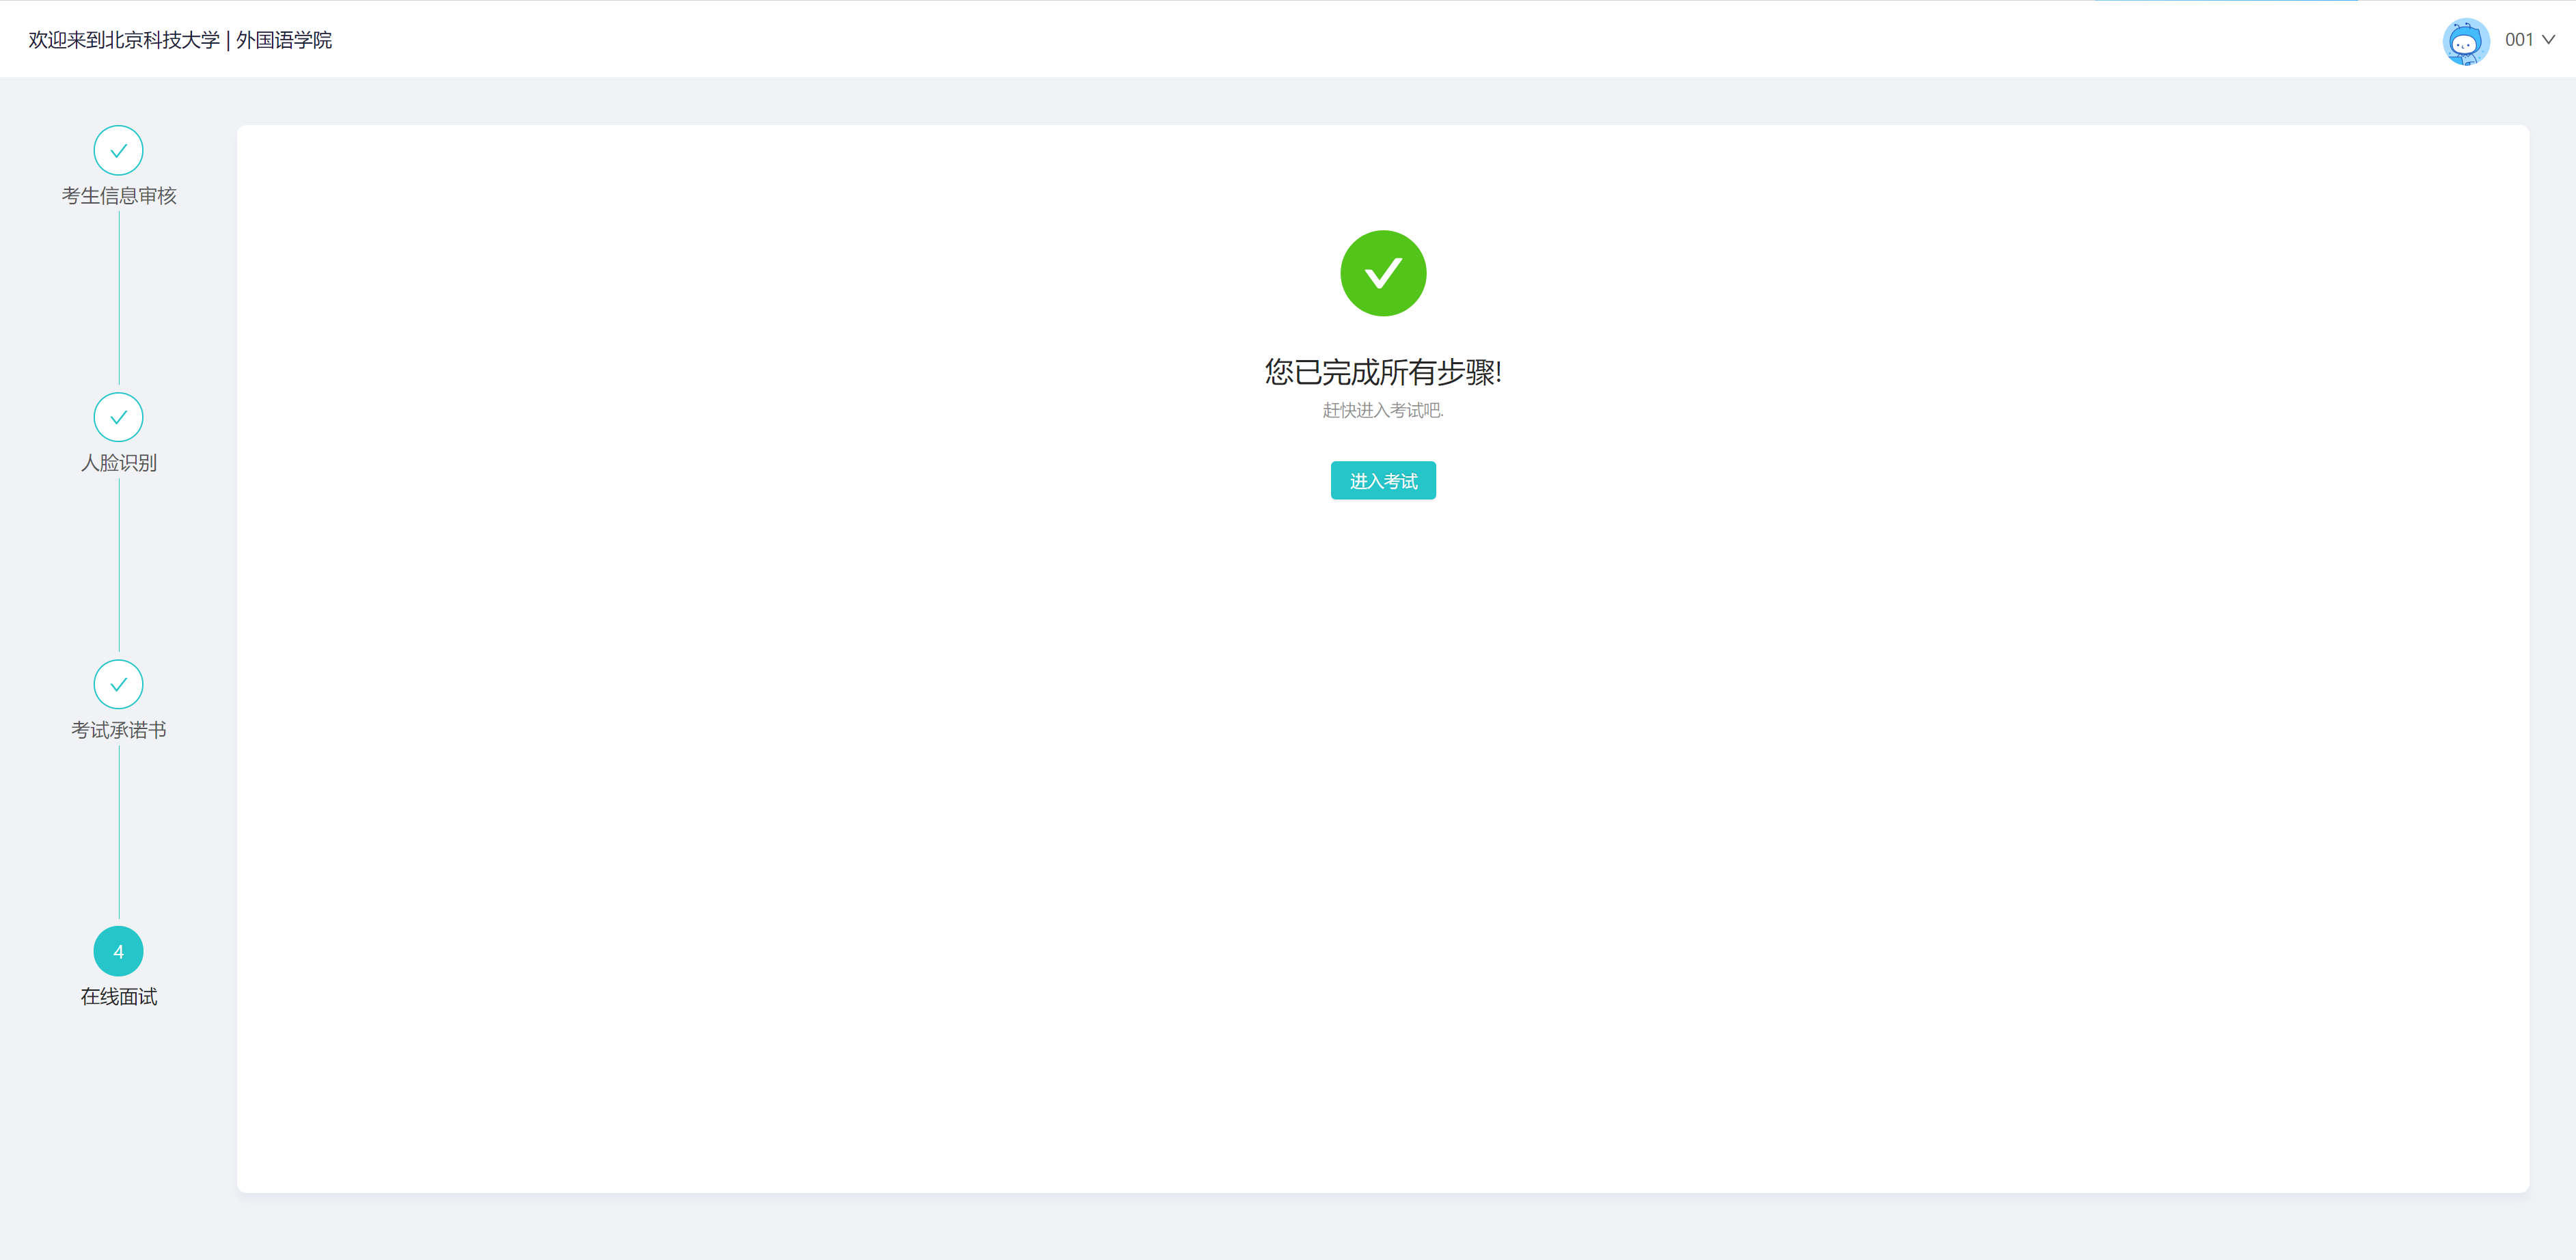 欢迎来到北京科技大学 | 外国语学院
001
考生信息审核
人脸识别
考试承诺书
4
在线面试
您已完成所有步骤!
赶快进入考试吧.
进入考试